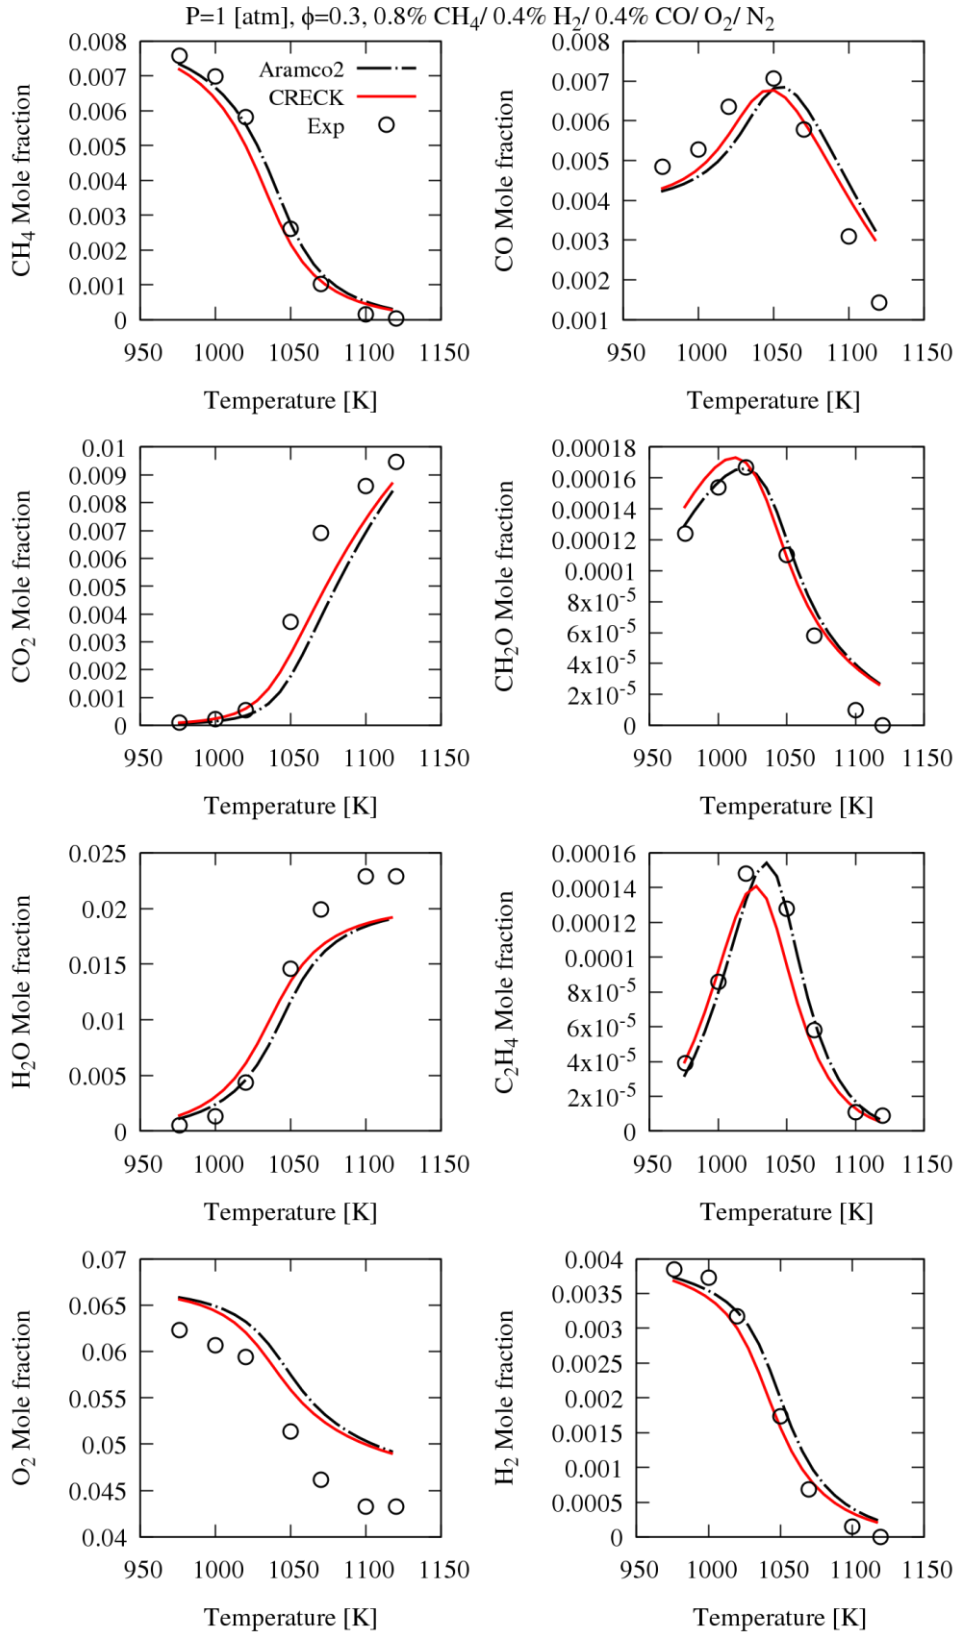 P=1 [atm], ϕ=0.3, 0.8% CH₄/ 0.4% H₂/ 0.4% CO/ O₂/ N₂
0.008
0.007
0.006
0.005
0.004
0.003
0.002
0.001
0
CH₄ Mole fraction
Aramco2
CRECK
Exp
950 1000 1050 1100 1150
Temperature [K]
0.008
0.007
0.006
0.005
0.004
0.003
0.002
0.001
CO Mole fraction
950 1000 1050 1100 1150
Temperature [K]
0.01
0.009
0.008
0.007
0.006
0.005
0.004
0.003
0.002
0.001
0
CO₂ Mole fraction
950 1000 1050 1100 1150
Temperature [K]
0.00018
0.00016
0.00014
0.00012
0.0001
8x10⁻⁵
6x10⁻⁵
4x10⁻⁵
2x10⁻⁵
0
CH₂O Mole fraction
950 1000 1050 1100 1150
Temperature [K]
0.025
0.02
0.015
0.01
0.005
0
H₂O Mole fraction
950 1000 1050 1100 1150
Temperature [K]
0.00016
0.00014
0.00012
0.0001
8x10⁻⁵
6x10⁻⁵
4x10⁻⁵
2x10⁻⁵
0
C₂H₄ Mole fraction
950 1000 1050 1100 1150
Temperature [K]
0.07
0.065
0.06
0.055
0.05
0.045
0.04
O₂ Mole fraction
950 1000 1050 1100 1150
Temperature [K]
0.004
0.0035
0.003
0.0025
0.002
0.0015
0.001
0.0005
0
H₂ Mole fraction
950 1000 1050 1100 1150
Temperature [K]